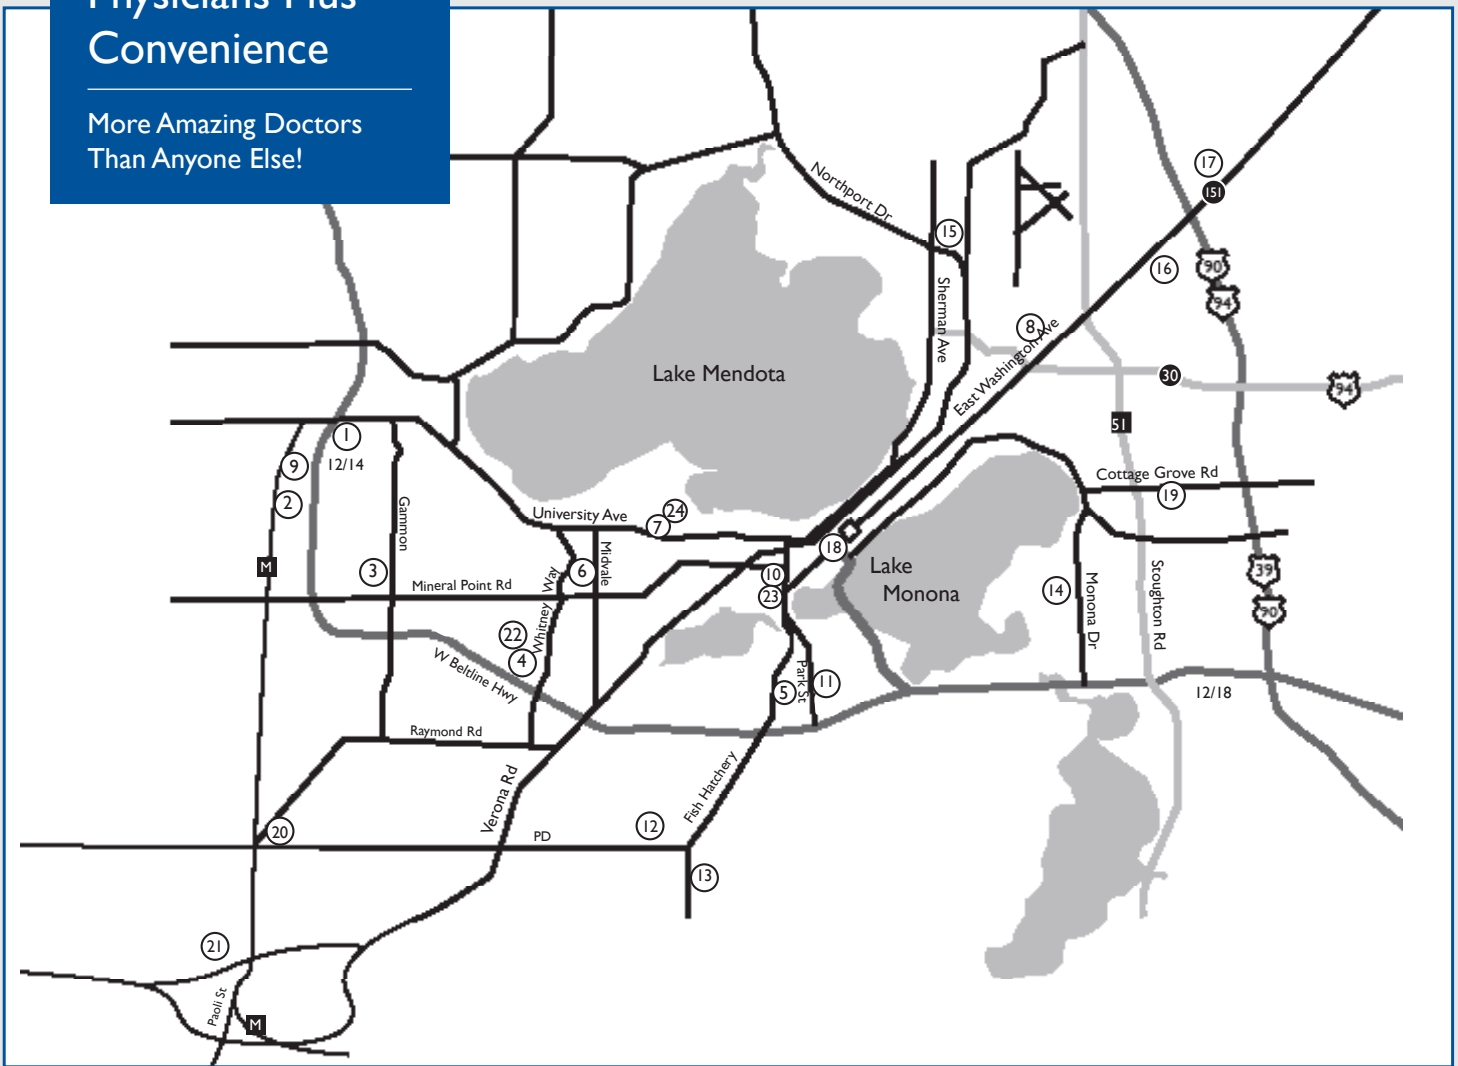 Physicians Plus
Convenience
More Amazing Doctors
Than Anyone Else!
17
151
Northport Dr
15
16
90
94
Sherman Ave
8
East Washington Ave
Lake Mendota
30
94
51
1
12/14
9
2
Cottage Grove Rd
19
Gammon
University Ave
24
7
18
Midvale
M
3
6
10
Lake
Monona
39
Mineral Point Rd
Whitney Way
23
14
Monona Dr
Stoughton Rd
90
22
4
W Beltline Hwy
5
Park St
11
12/18
Raymond Rd
Verona Rd
Fish Hatchery
20
PD
12
13
21
Paoli St
M